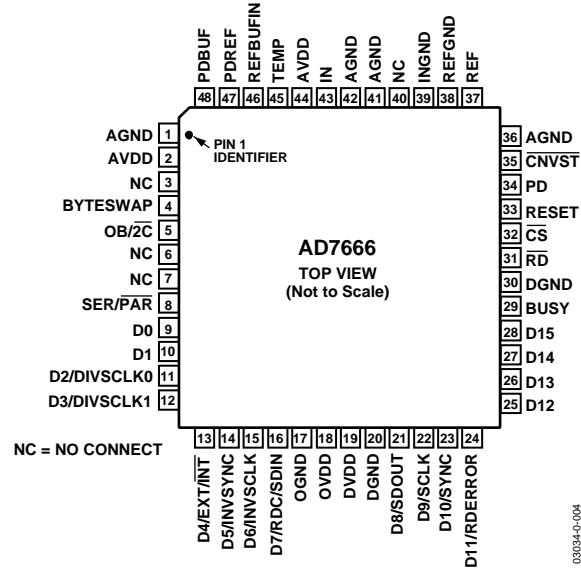 PDBUF
PDREF
REFBUFIN
TEMP
AVDD
IN
AGND
AGND
NC
INGND
REFGND
REF
48 47 46 45 44 43 42 41 40 39 38 37
AGND 1
AVDD 2
NC 3
BYTESWAP 4
OB/2C̅ 5
NC 6
NC 7
SER/P̅A̅R̅ 8
D0 9
D1 10
D2/DIVSCLK0 11
D3/DIVSCLK1 12
PIN 1
IDENTIFIER
AD7666
TOP VIEW
(Not to Scale)
36 AGND
35 C̅N̅V̅S̅T̅
34 PD
33 RESET
32 C̅S̅
31 R̅D̅
30 DGND
29 BUSY
28 D15
27 D14
26 D13
25 D12
13 14 15 16 17 18 19 20 21 22 23 24
D4/EXT/I̅N̅T̅
D5/INVSYNC
D6/INVSCLK
D7/RDC/SDIN
OGND
OVDD
DVDD
DGND
D8/SDOUT
D9/SCLK
D10/SYNC
D11/RDERROR
NC = NO CONNECT
03034-0-004